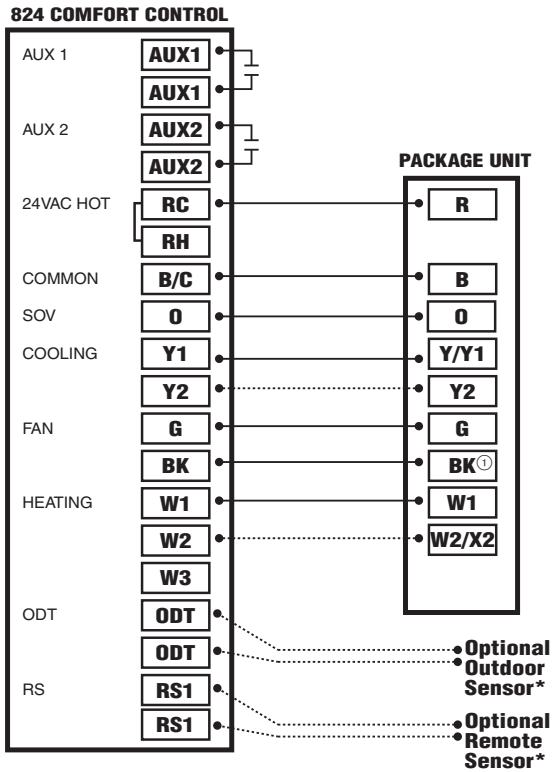 824 COMFORT CONTROL
AUX 1 AUX1
AUX1
AUX 2 AUX2
AUX2
PACKAGE UNIT
24VAC HOT RC R
RH
COMMON B/C B
SOV O O
COOLING Y1 Y/Y1
Y2 Y2
FAN G G
BK BK①
HEATING W1 W1
W2 W2/X2
W3
ODT ODT
ODT
Optional
Outdoor
Sensor*
RS RS1
RS1
Optional
Remote
Sensor*